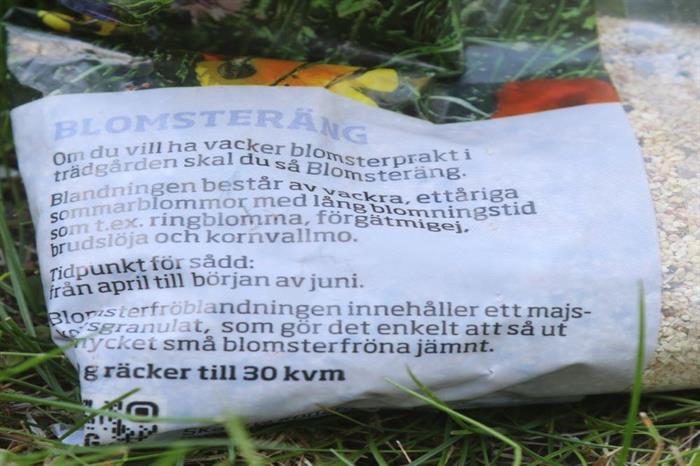 BLOMSTERÄNG
Om du vill ha vacker blomsterprakt i
trädgården skal du så Blomsteräng.
Blandningen består av vackra, ettåriga
sommarblommor med lång blomningstid
som t.ex. ringblomma, förgätmigej,
brudslöja och kornvallmo.
Tidpunkt för sådd:
från april till början av juni.
Blomsterfröblandningen innehåller ett majs-
sgranulat, som gör det enkelt att så ut
mycket små blomsterfröna jämnt.
g räcker till 30 kvm